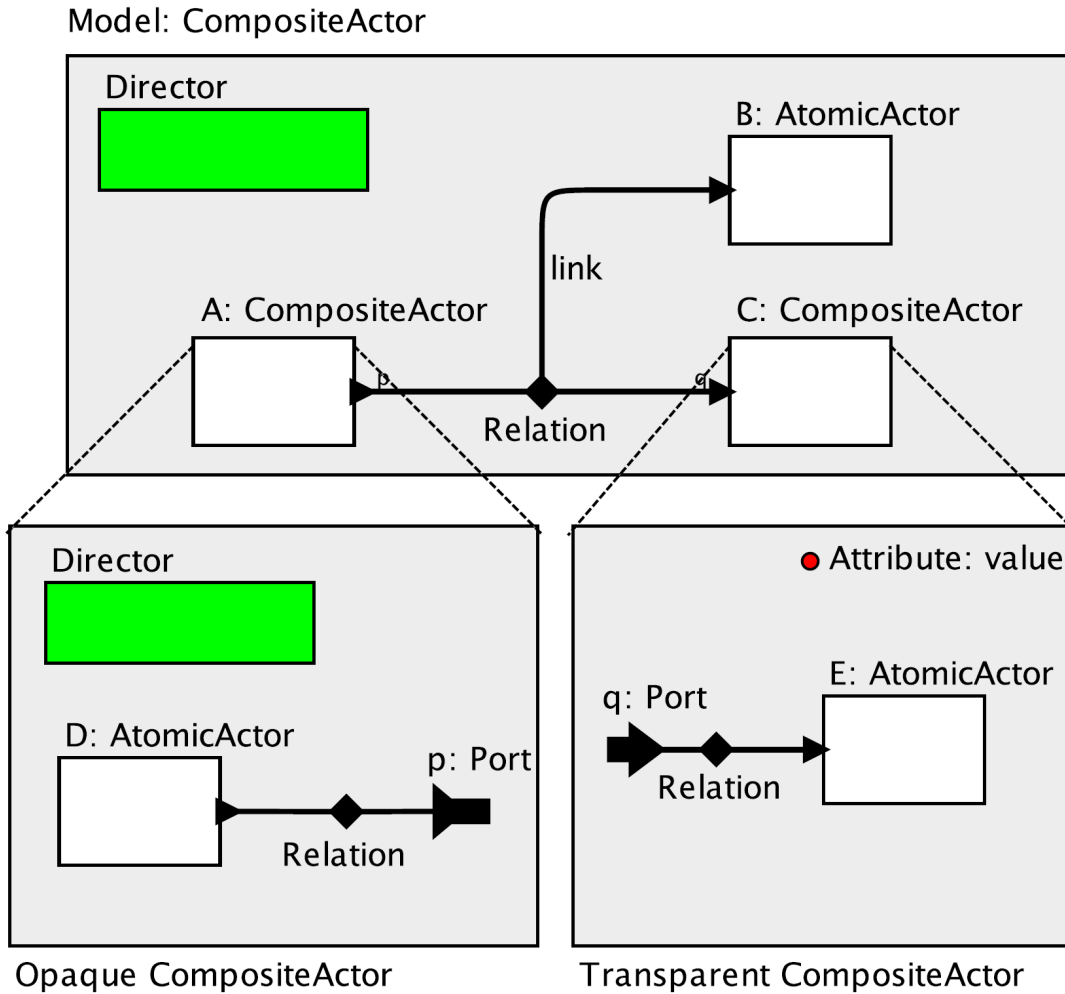 Model: CompositeActor
Director
B: AtomicActor
link
A: CompositeActor
C: CompositeActor
p
q
Relation
Director
Attribute: value
E: AtomicActor
q: Port
D: AtomicActor
p: Port
Relation
Relation
Opaque CompositeActor
Transparent CompositeActor